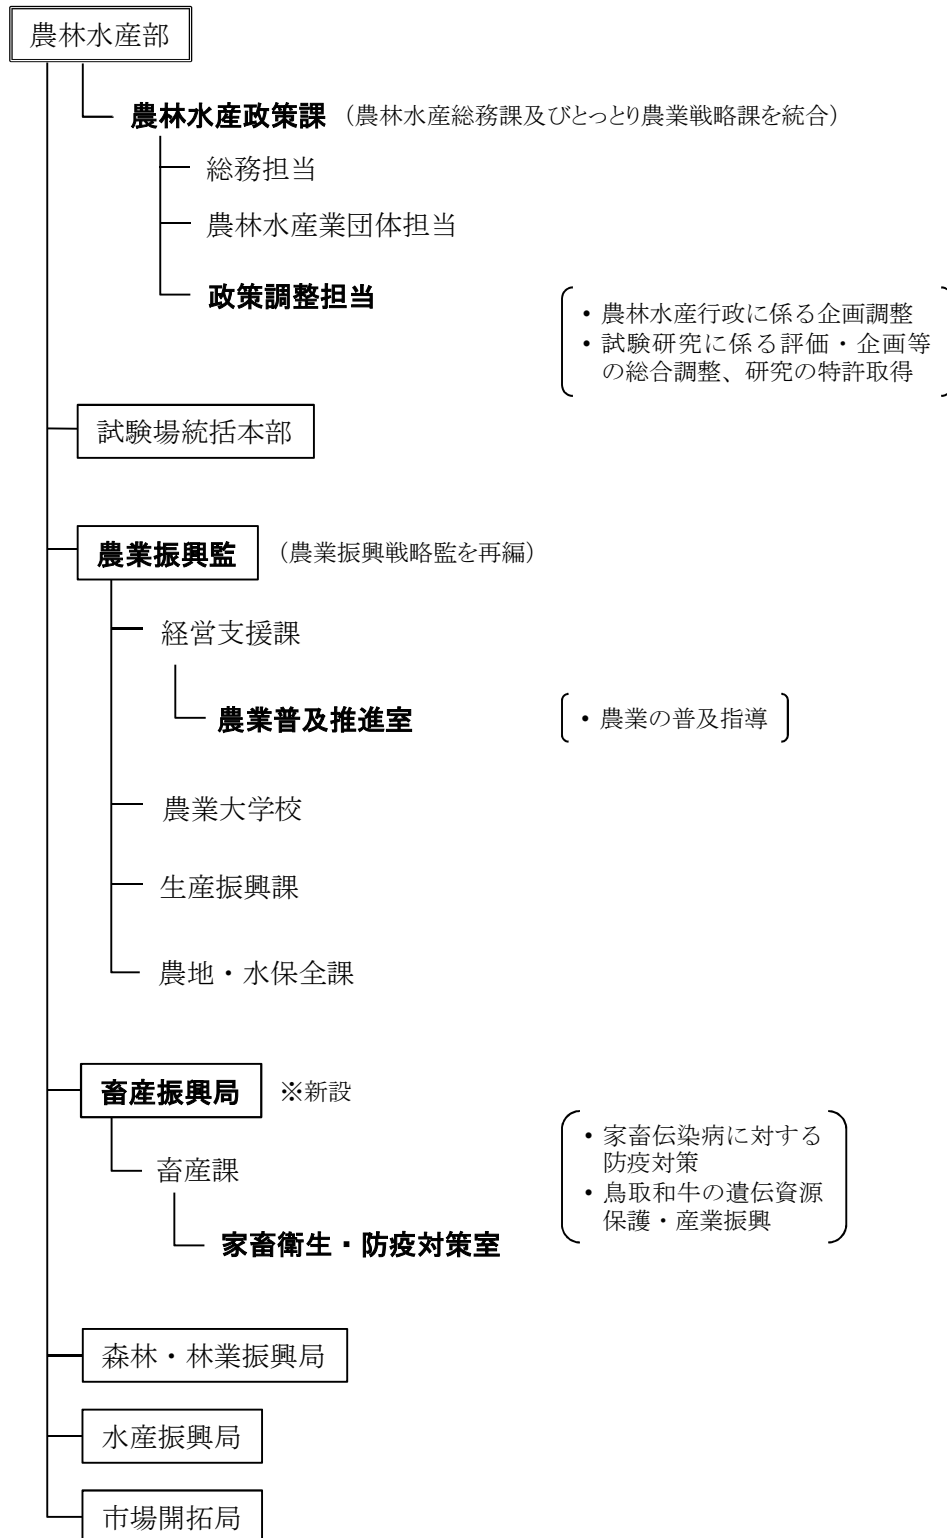 農林水産部
農林水産政策課 （農林水産総務課及びとっとり農業戦略課を統合）
総務担当
農林水産業団体担当
政策調整担当
・ 農林水産行政に係る企画調整
・ 試験研究に係る評価・企画等
の総合調整、研究の特許取得
試験場統括本部
農業振興監 （農業振興戦略監を再編）
経営支援課
農業普及推進室
・ 農業の普及指導
農業大学校
生産振興課
農地・水保全課
畜産振興局 ※新設
・ 家畜伝染病に対する
防疫対策
・ 鳥取和牛の遺伝資源
保護・産業振興
畜産課
家畜衛生・防疫対策室
森林・林業振興局
水産振興局
市場開拓局